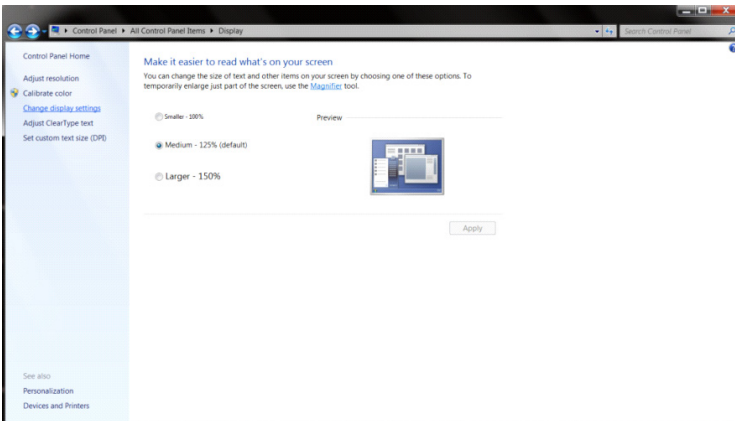 Control Panel ▸ All Control Panel Items ▸ Display
Search Control Panel
Control Panel Home
Adjust resolution
Calibrate color
Change display settings
Adjust ClearType text
Set custom text size (DPI)
See also
Personalization
Devices and Printers
Make it easier to read what's on your screen
You can change the size of text and other items on your screen by choosing one of these options. To
temporarily enlarge just part of the screen, use the Magnifier tool.
Smaller - 100%
Preview
Medium - 125% (default)
Larger - 150%
Apply